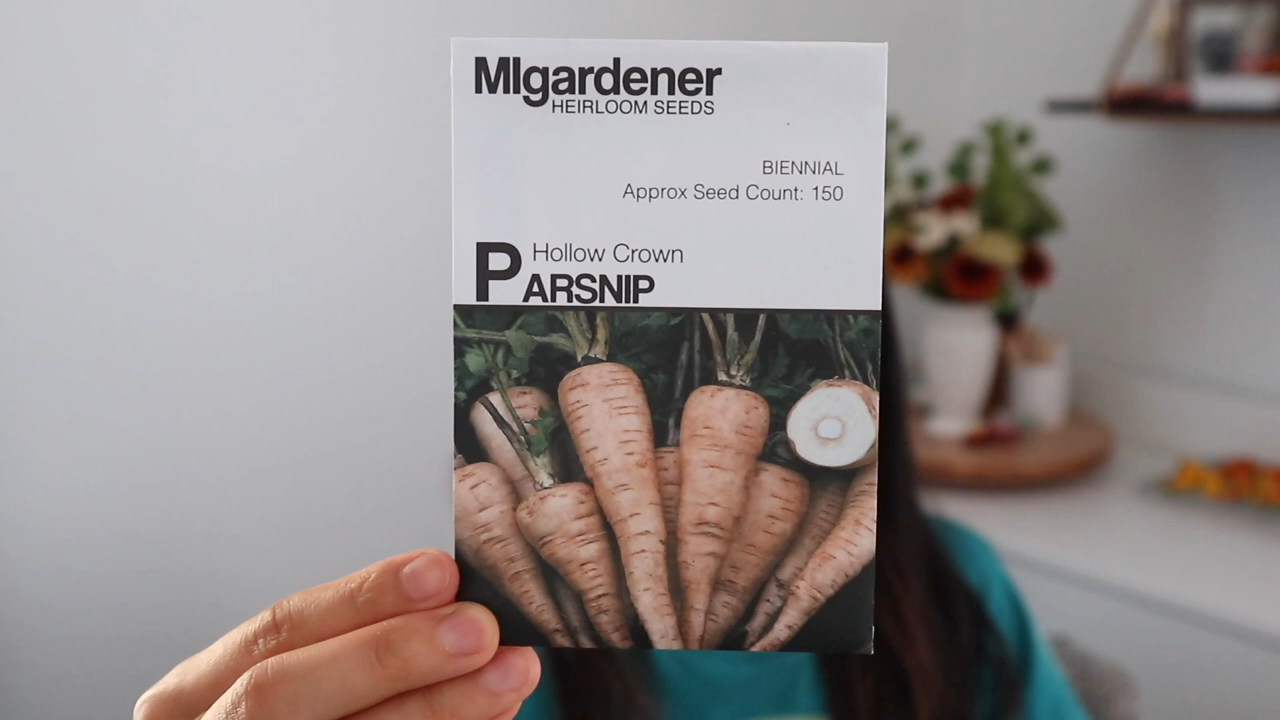 MIgardener
HEIRLOOM SEEDS
BIENNIAL
Approx Seed Count: 150
Hollow Crown
PARSNIP